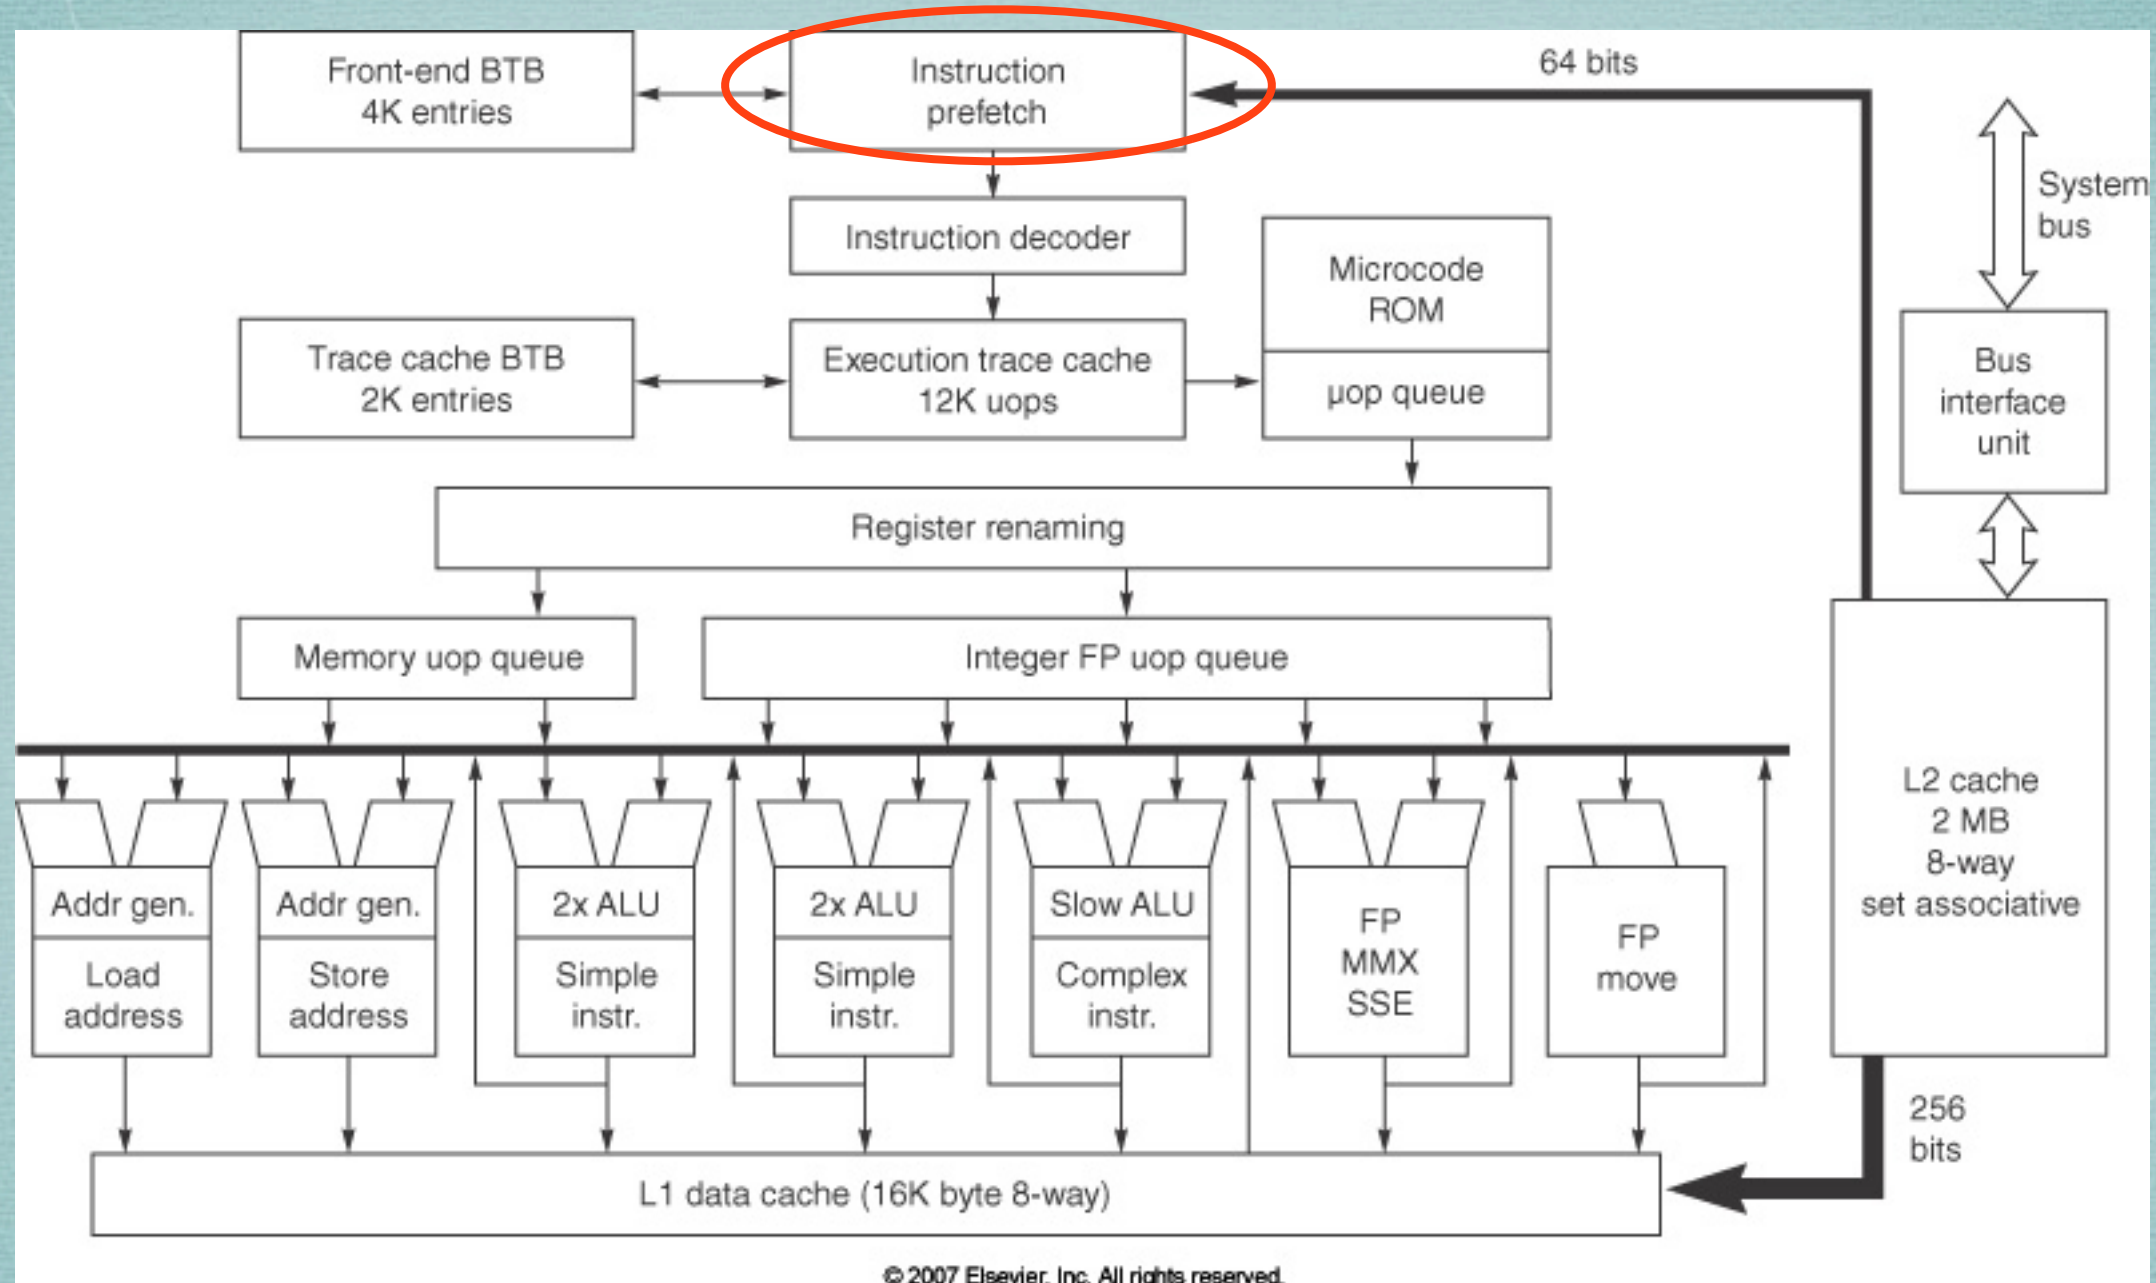 Front-end BTB
4K entries
Instruction
prefetch
64 bits
System
bus
Instruction decoder
Microcode
ROM
Trace cache BTB
2K entries
Execution trace cache
12K uops
µop queue
Bus
interface
unit
Register renaming
Memory uop queue
Integer FP uop queue
L2 cache
2 MB
8-way
set associative
Addr gen.
Load
address
Addr gen.
Store
address
2x ALU
Simple
instr.
2x ALU
Simple
instr.
Slow ALU
Complex
instr.
FP
MMX
SSE
FP
move
256
bits
L1 data cache (16K byte 8-way)
© 2007 Elsevier, Inc. All rights reserved.